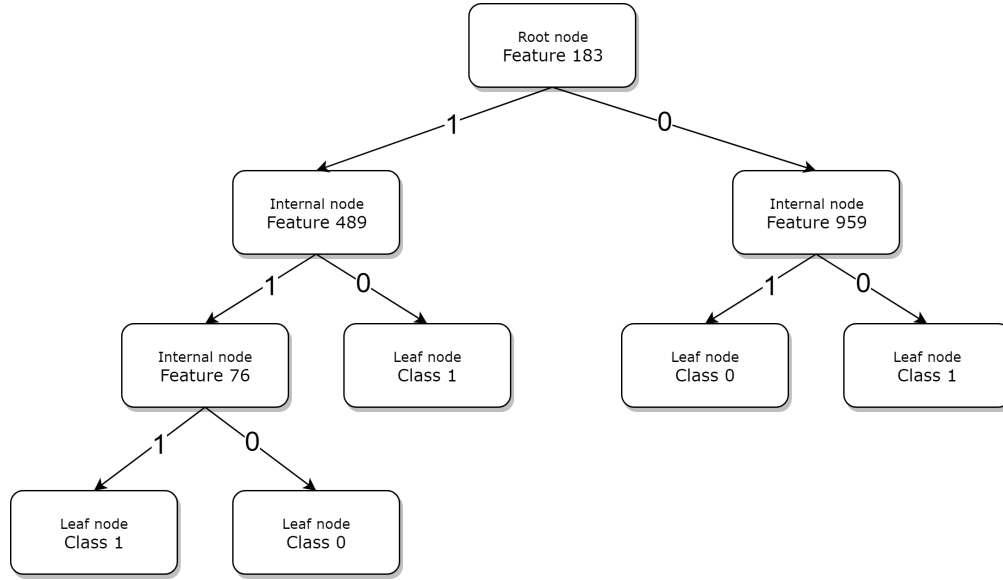 Root node
Feature 183
1
0
Internal node
Feature 489
Internal node
Feature 959
1
0
1
0
Internal node
Feature 76
Leaf node
Class 1
Leaf node
Class 0
Leaf node
Class 1
1
0
Leaf node
Class 1
Leaf node
Class 0